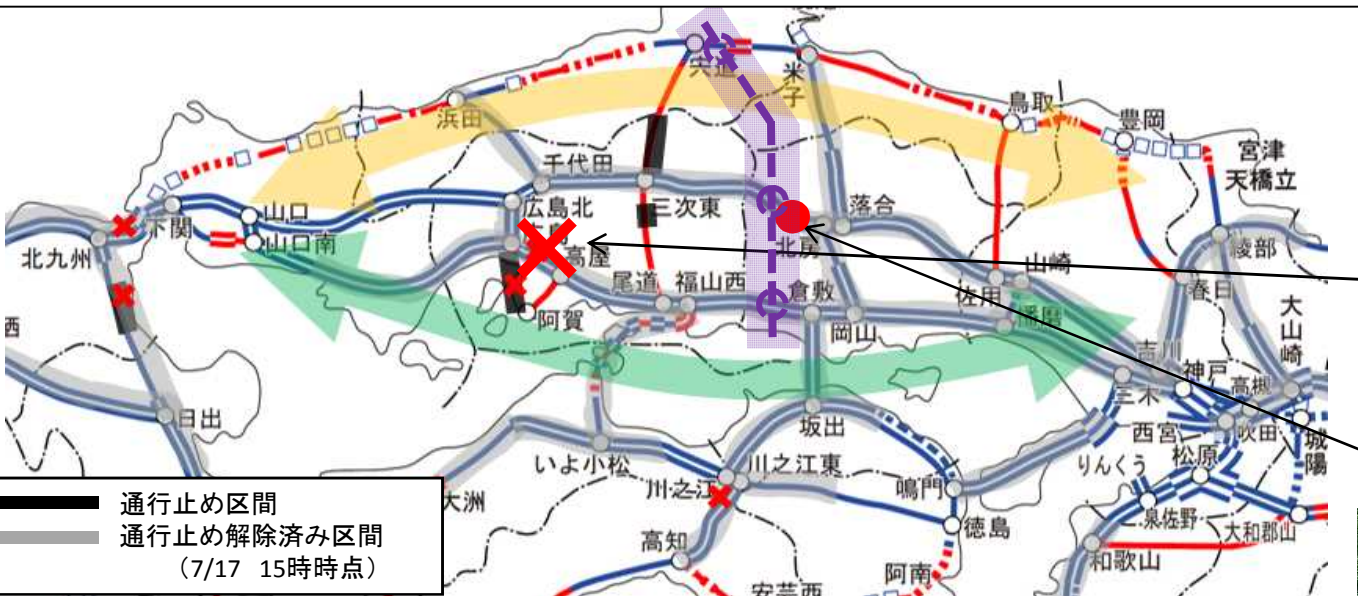 宍道
米子
鳥取
豊岡
宮津
天橋立
浜田
千代田
山口
広島北
三次東
落合
下関
山口南
広島
北房
北九州
高屋
綾部
山崎
尾道
福山西
倉敷
佐用
春日
阿賀
岡山
播磨
大山崎
西
吉川
神戸
高槻
三木
日出
坂出
西宮
吹田
城陽
いよ小松
川之江東
りんくう
松原
川之江
鳴門
大洲
泉佐野
大和郡山
徳島
高知
和歌山
阿南
安芸西
通行止め区間
通行止め解除済み区間
（7/17 15時時点）